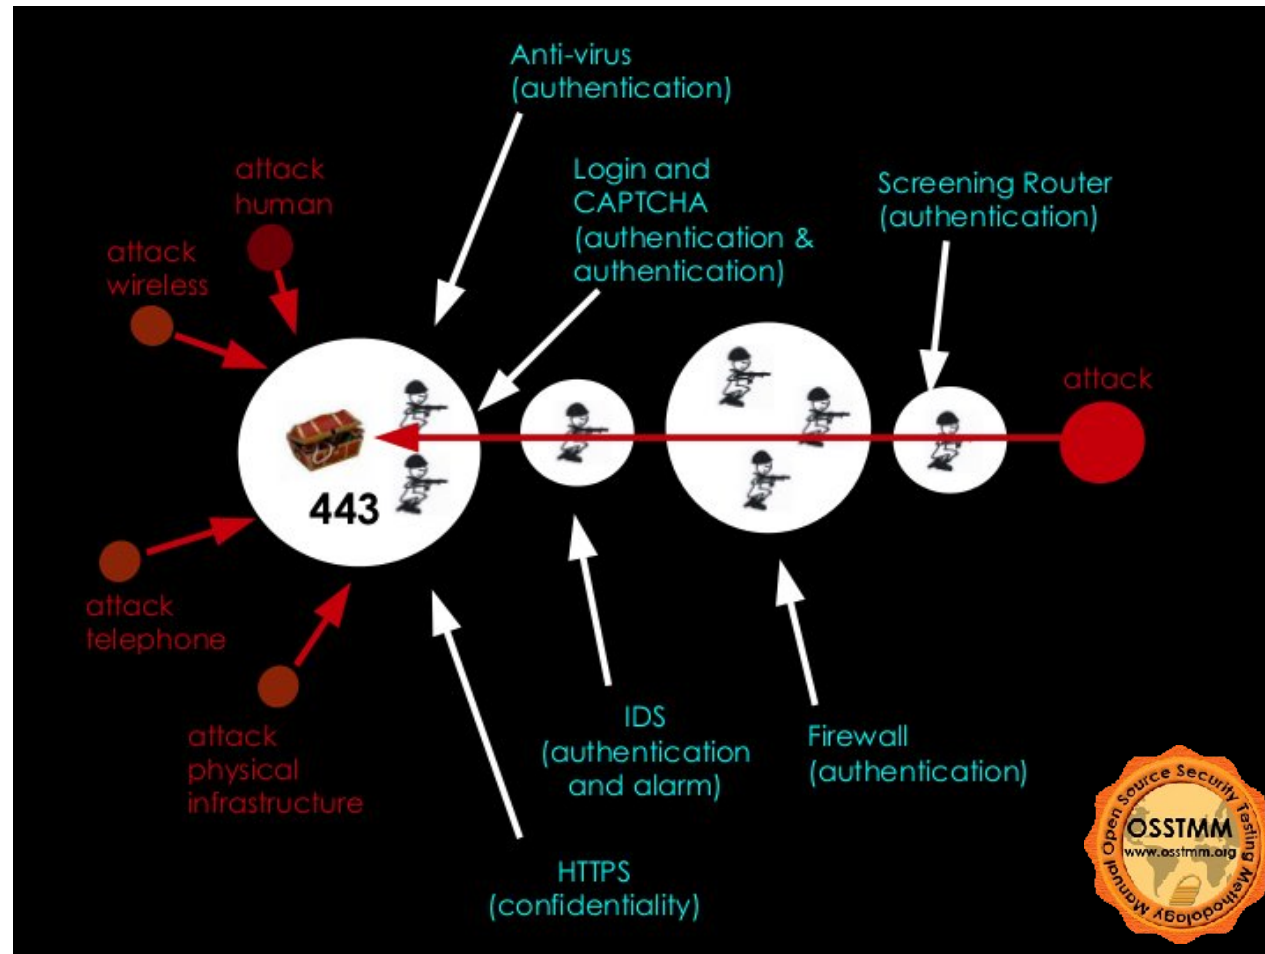 Anti-virus
(authentication)
Login and
CAPTCHA
(authentication &
authentication)
Screening Router
(authentication)
attack
human
attack
wireless
attack
443
attack
telephone
attack
physical
infrastructure
IDS
(authentication
and alarm)
Firewall
(authentication)
HTTPS
(confidentiality)
Open Source Security Testing Methodology Manual
OSSTMM
www.osstmm.org